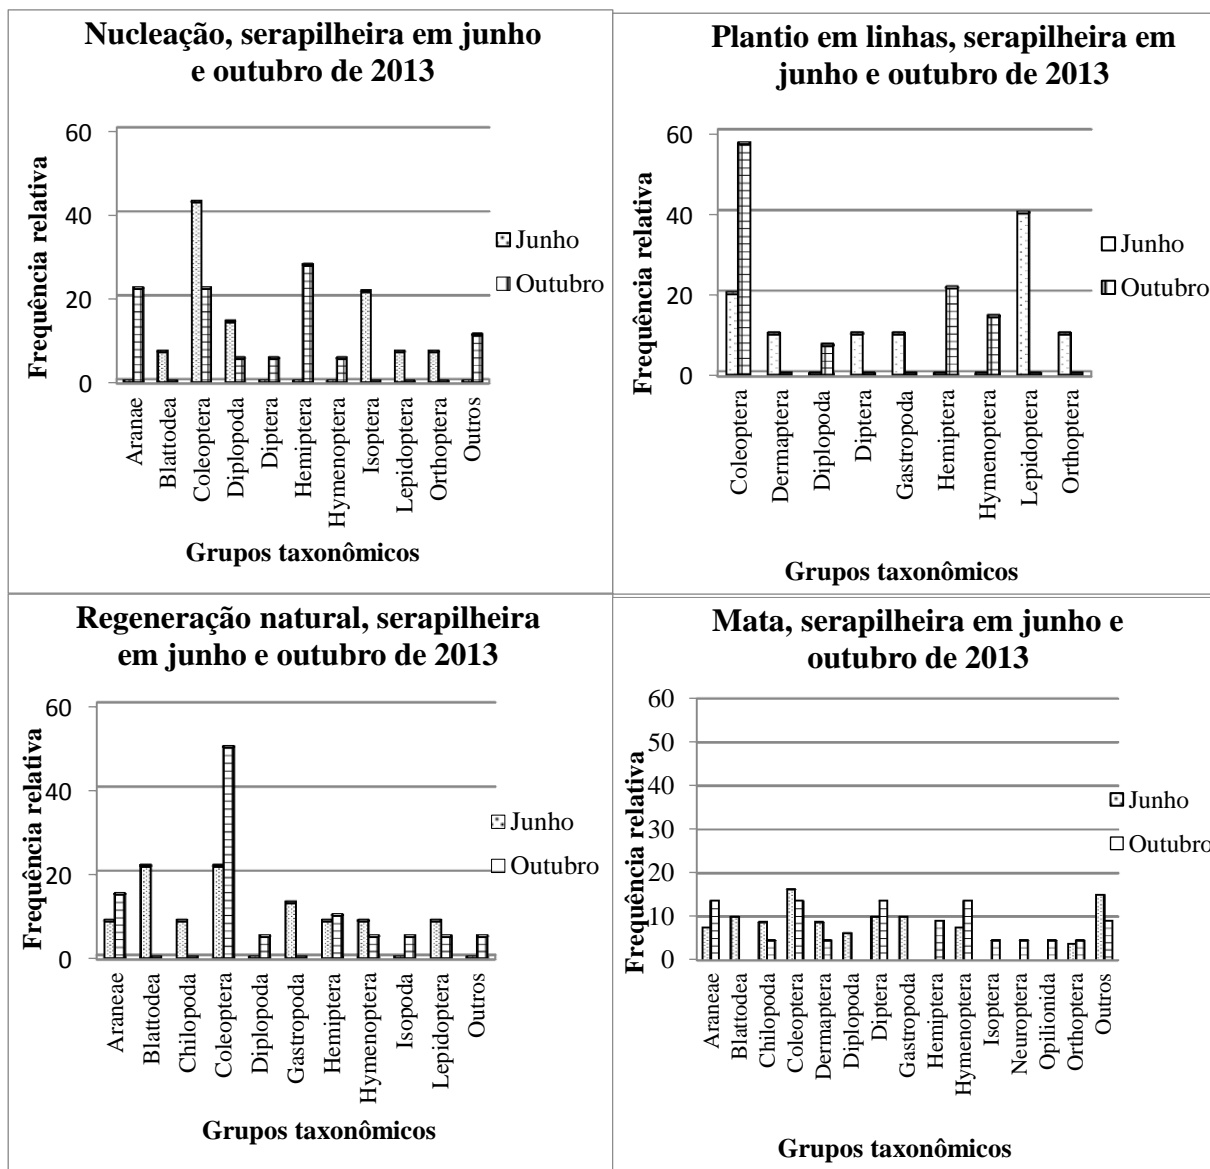 Nucleação, serapilheira em junho
e outubro de 2013
Frequência relativa
60
40
20
0
Aranae
Blattodea
Coleoptera
Diplopoda
Diptera
Hemiptera
Hymenoptera
Isoptera
Lepidoptera
Orthoptera
Outros
Junho
Outubro
Grupos taxonômicos
Plantio em linhas, serapilheira em
junho e outubro de 2013
Frequência relativa
60
40
20
0
Coleoptera
Dermaptera
Diplopoda
Diptera
Gastropoda
Hemiptera
Hymenoptera
Lepidoptera
Orthoptera
Junho
Outubro
Grupos taxonômicos
Regeneração natural, serapilheira
em junho e outubro de 2013
Frequência relativa
60
40
20
0
Araneae
Blattodea
Chilopoda
Coleoptera
Diplopoda
Gastropoda
Hemiptera
Hymenoptera
Isopoda
Lepidoptera
Outros
Junho
Outubro
Grupos taxonômicos
Mata, serapilheira em junho e
outubro de 2013
Frequência relativa
60
50
40
30
20
10
0
Araneae
Blattodea
Chilopoda
Coleoptera
Dermaptera
Diplopoda
Diptera
Gastropoda
Hemiptera
Hymenoptera
Isoptera
Neuroptera
Opilionida
Orthoptera
Outros
Junho
Outubro
Grupos taxonômicos